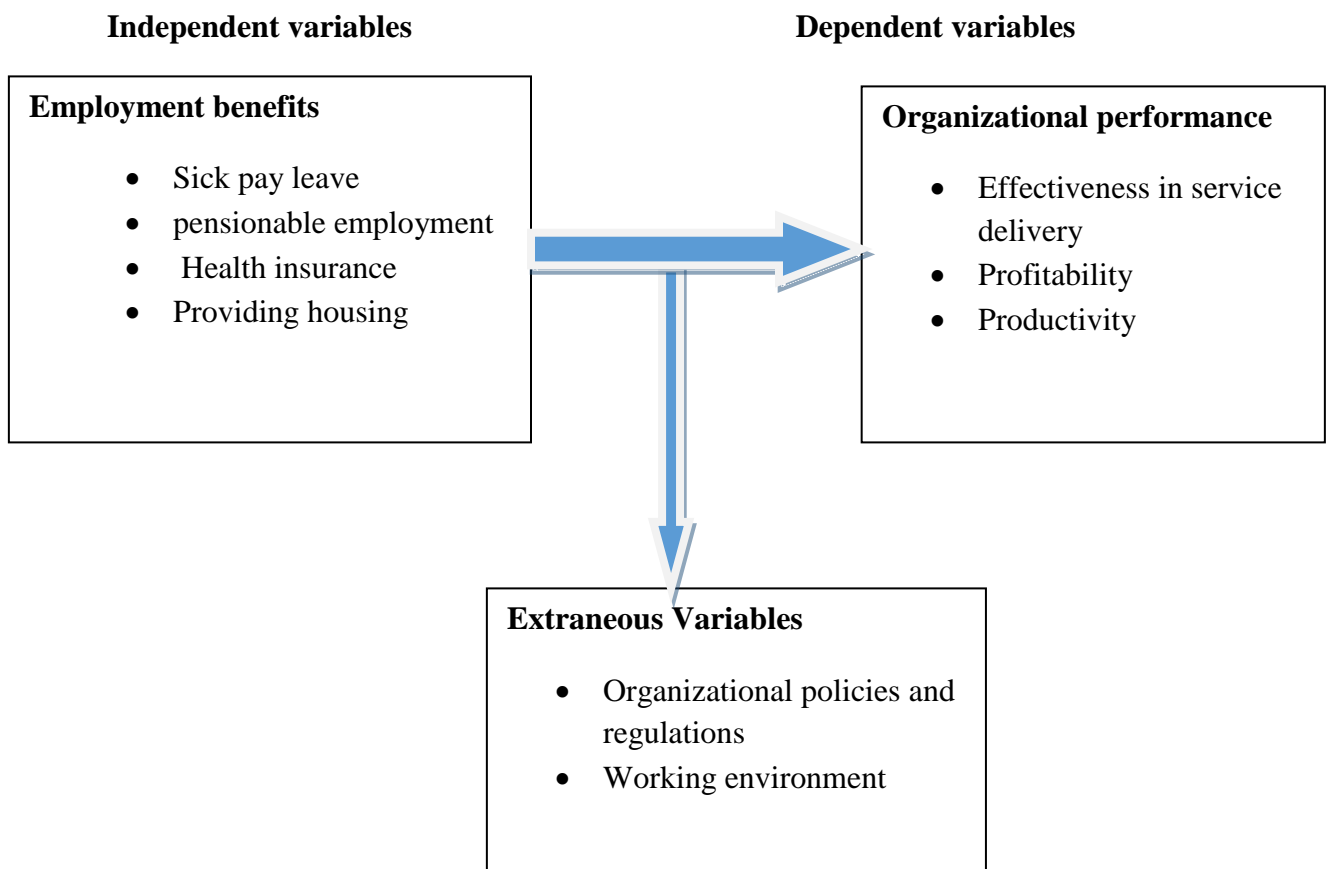 Independent variables
Dependent variables
Employment benefits
• Sick pay leave
• pensionable employment
• Health insurance
• Providing housing
Organizational performance
• Effectiveness in service
delivery
• Profitability
• Productivity
Extraneous Variables
• Organizational policies and
regulations
• Working environment